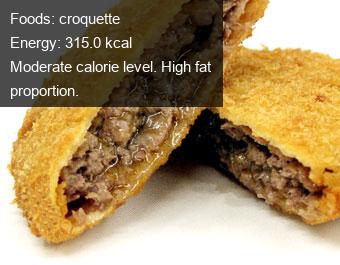 Foods: croquette
Energy: 315.0 kcal
Moderate calorie level. High fat
proportion.